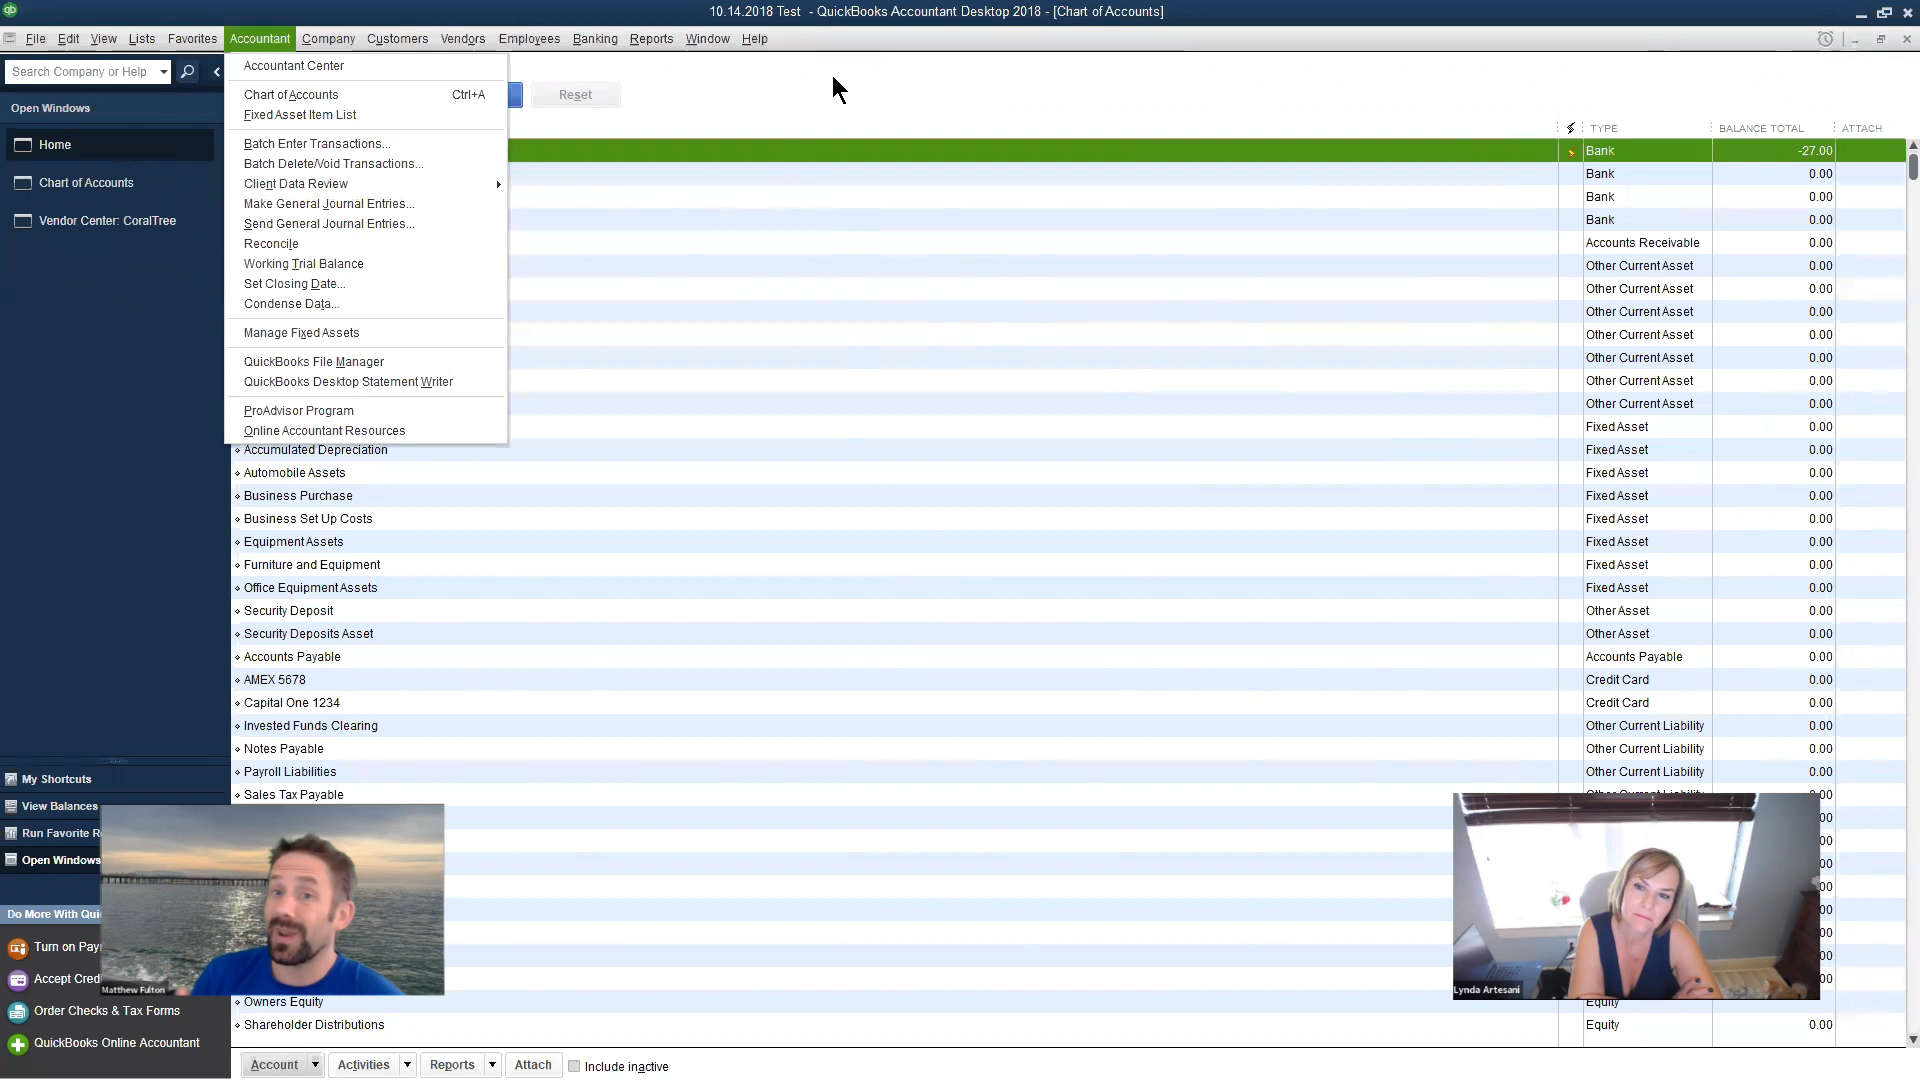 10.14.2018 Test - QuickBooks Accountant Desktop 2018 - [Chart of Accounts]
File Edit View Lists Favorites Accountant Company Customers Vendors Employees Banking Reports Window Help
Search Company or Help
Open Windows
Home
Chart of Accounts
Vendor Center: CoralTree
Accountant Center
Chart of Accounts Ctrl+A
Fixed Asset Item List
Batch Enter Transactions...
Batch Delete/Void Transactions...
Client Data Review
Make General Journal Entries...
Send General Journal Entries...
Reconcile
Working Trial Balance
Set Closing Date...
Condense Data...
Manage Fixed Assets
QuickBooks File Manager
QuickBooks Desktop Statement Writer
ProAdvisor Program
Online Accountant Resources
Reset
TYPE BALANCE TOTAL ATTACH
Bank -27.00
Bank 0.00
Bank 0.00
Bank 0.00
Accounts Receivable 0.00
Other Current Asset 0.00
Other Current Asset 0.00
Other Current Asset 0.00
Other Current Asset 0.00
Other Current Asset 0.00
Other Current Asset 0.00
Other Current Asset 0.00
Fixed Asset 0.00
Accumulated Depreciation Fixed Asset 0.00
Automobile Assets Fixed Asset 0.00
Business Purchase Fixed Asset 0.00
Business Set Up Costs Fixed Asset 0.00
Equipment Assets Fixed Asset 0.00
Furniture and Equipment Fixed Asset 0.00
Office Equipment Assets Fixed Asset 0.00
Security Deposit Other Asset 0.00
Security Deposits Asset Other Asset 0.00
Accounts Payable Accounts Payable 0.00
AMEX 5678 Credit Card 0.00
Capital One 1234 Credit Card 0.00
Invested Funds Clearing Other Current Liability 0.00
Notes Payable Other Current Liability 0.00
Payroll Liabilities Other Current Liability 0.00
Sales Tax Payable Other Current Liability 0.00
Owners Equity Equity
Shareholder Distributions Equity 0.00
My Shortcuts
View Balances
Run Favorite R
Open Windows
Do More With Qui
Turn on Pay
Accept Cred
Order Checks & Tax Forms
QuickBooks Online Accountant
Matthew Fulton
Lynda Artesani
Account Activities Reports Attach Include inactive